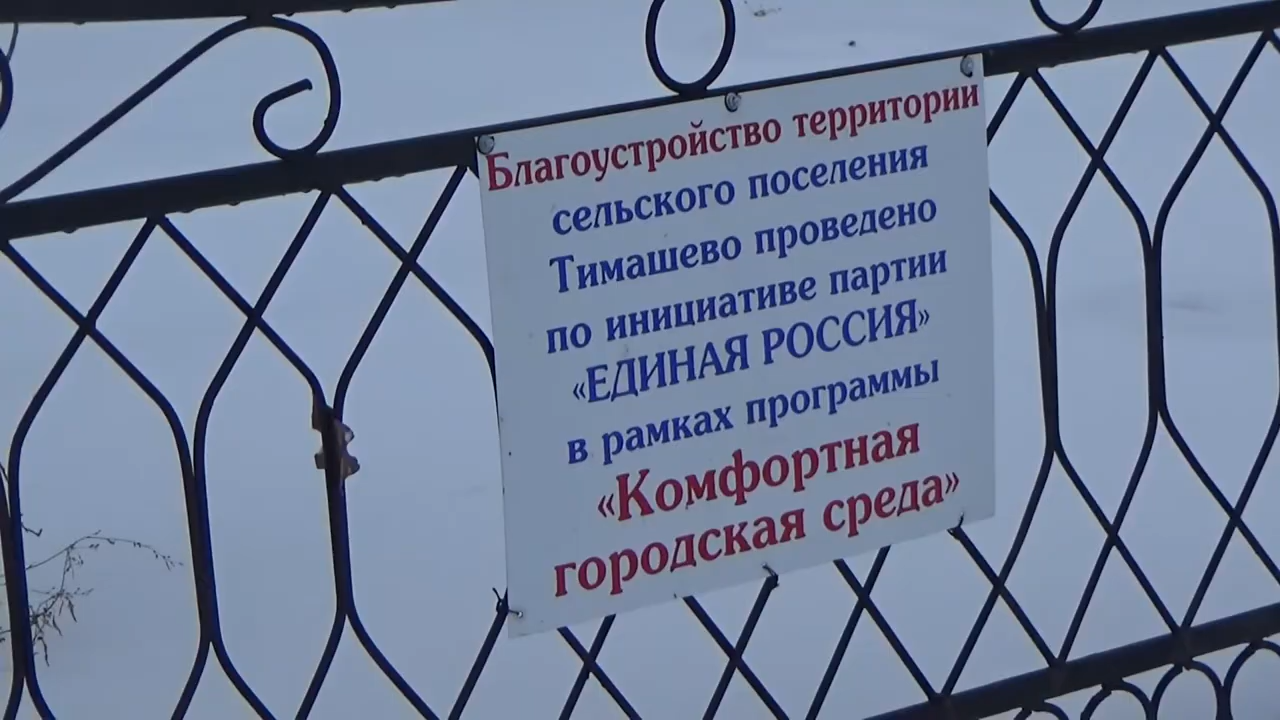 Благоустройство территории
сельского поселения
Тимашево проведено
по инициативе партии
«ЕДИНАЯ РОССИЯ»
в рамках программы
«Комфортная
городская среда»